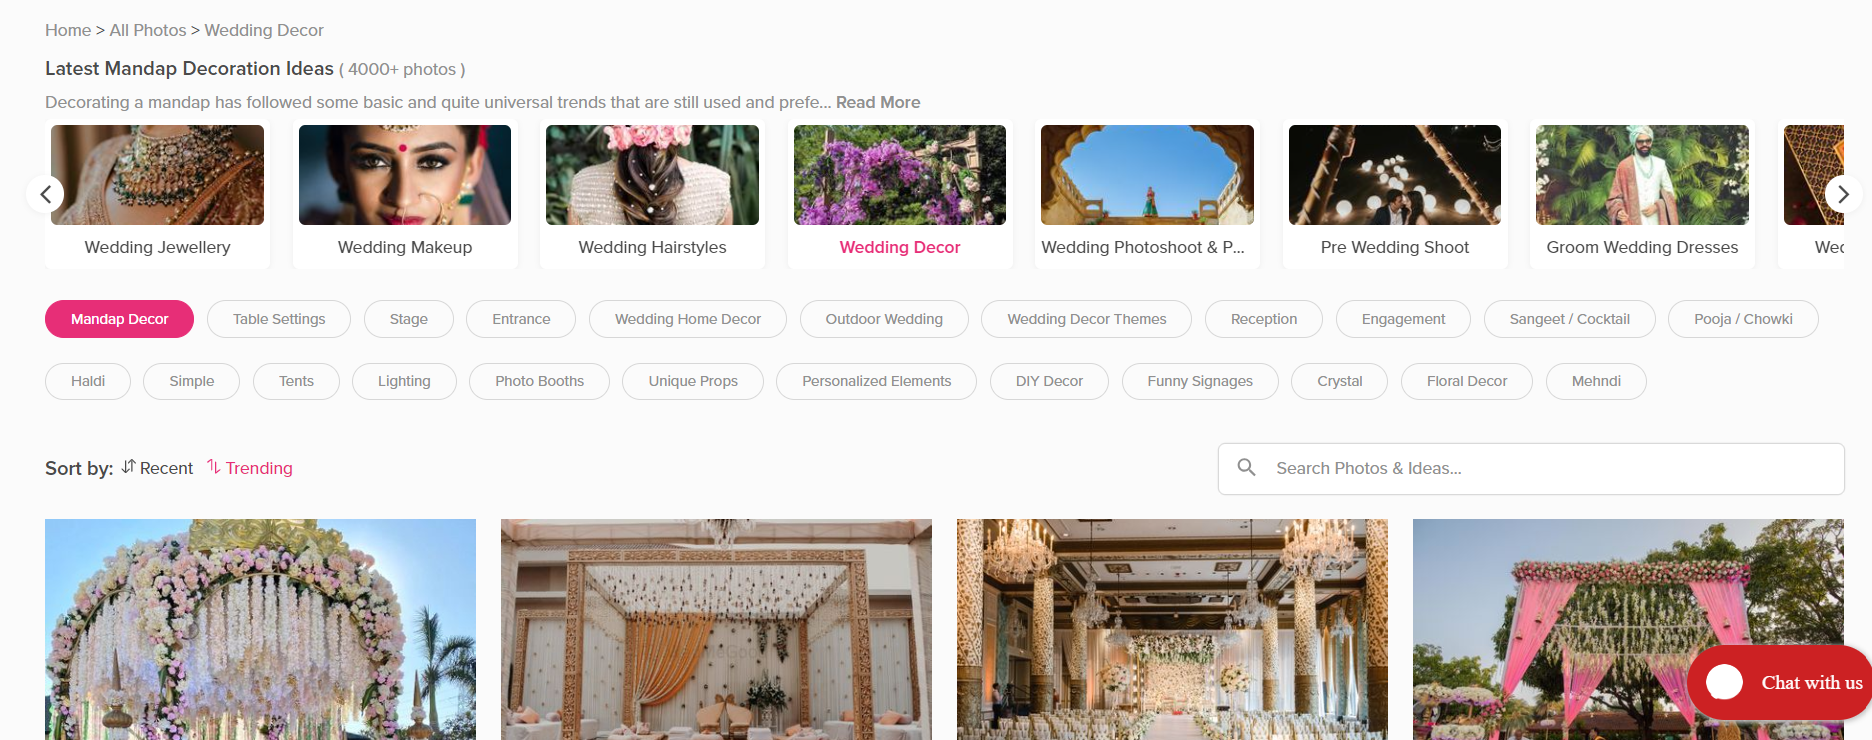 Home > All Photos > Wedding Decor
Latest Mandap Decoration Ideas ( 4000+ photos )
Decorating a mandap has followed some basic and quite universal trends that are still used and prefe... Read More
Wedding Jewellery
Wedding Makeup
Wedding Hairstyles
Wedding Decor
Wedding Photoshoot & P...
Pre Wedding Shoot
Groom Wedding Dresses
Mandap Decor
Table Settings
Stage
Entrance
Wedding Home Decor
Outdoor Wedding
Wedding Decor Themes
Reception
Engagement
Sangeet / Cocktail
Pooja / Chowki
Haldi
Simple
Tents
Lighting
Photo Booths
Unique Props
Personalized Elements
DIY Decor
Funny Signages
Crystal
Floral Decor
Mehndi
Sort by: Recent Trending
Search Photos & Ideas...
Chat with us